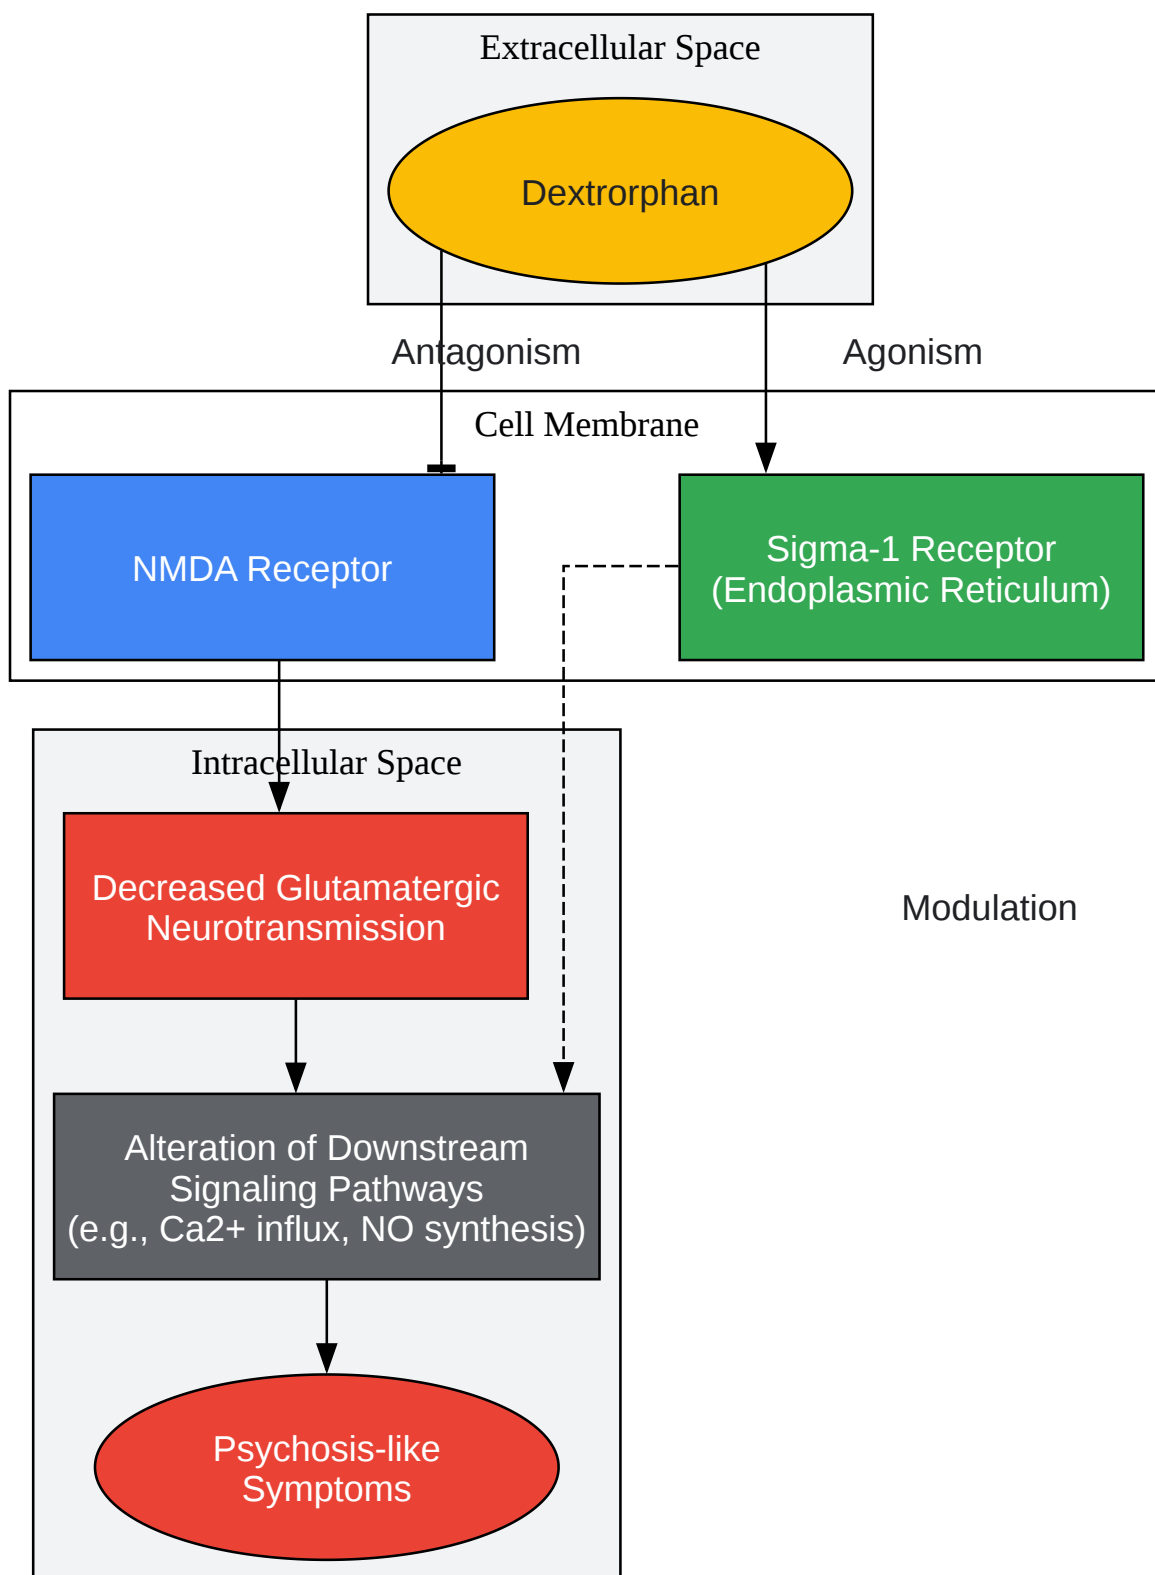 Extracellular Space
Dextrorphan
Antagonism
Agonism
Cell Membrane
NMDA Receptor
Sigma-1 Receptor
(Endoplasmic Reticulum)
Intracellular Space
Decreased Glutamatergic
Neurotransmission
Modulation
Alteration of Downstream
Signaling Pathways
(e.g., Ca2+ influx, NO synthesis)
Psychosis-like
Symptoms